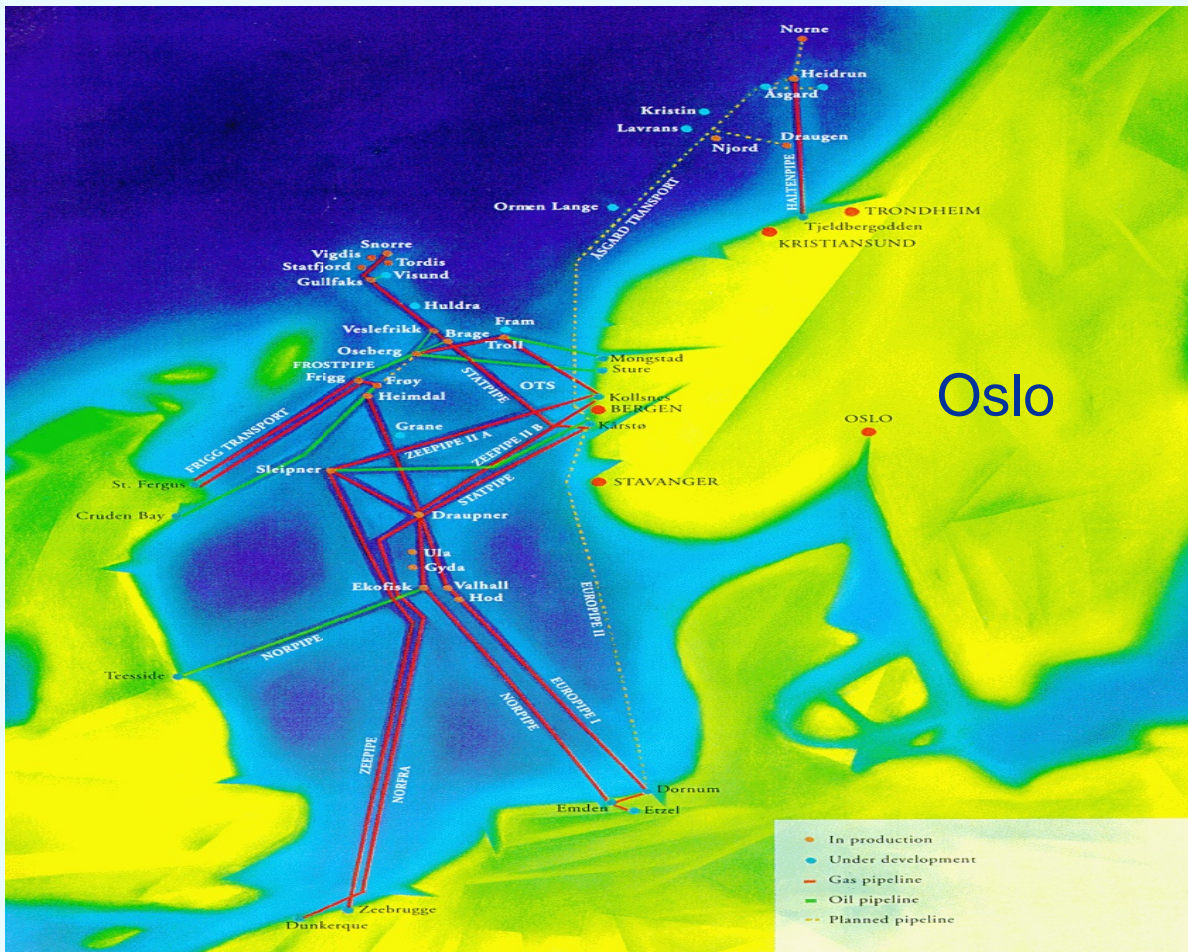 Norne
Heidrun
Åsgard
Kristin
Lavrans
Njord
Draugen
HALTENPIPE
ÅSGARD TRANSPORT
Ormen Lange
TRONDHEIM
Tjeldbergodden
KRISTIANSUND
Snorre
Vigdis
Tordis
Statfjord
Visund
Gullfaks
Huldra
Fram
Veslefrikk
Brage
Troll
Oseberg
Mongstad
Sture
FROSTPIPE
Frigg
Frøy
STATPIPE
OTS
Heimdal
Kollsnes
BERGEN
Kårstø
Oslo
OSLO
Grane
ZEEPIPE II A
ZEEPIPE II B
FRIGG TRANSPORT
Sleipner
STATPIPE
St. Fergus
STAVANGER
Cruden Bay
Draupner
Ula
Gyda
Ekofisk
Valhall
Hod
EUROPIPE II
NORPIPE
Teesside
EUROPIPE I
NORPIPE
ZEEPIPE
NORFRA
Dornum
Emden
Etzel
Zeebrugge
Dunkerque
In production
Under development
Gas pipeline
Oil pipeline
Planned pipeline